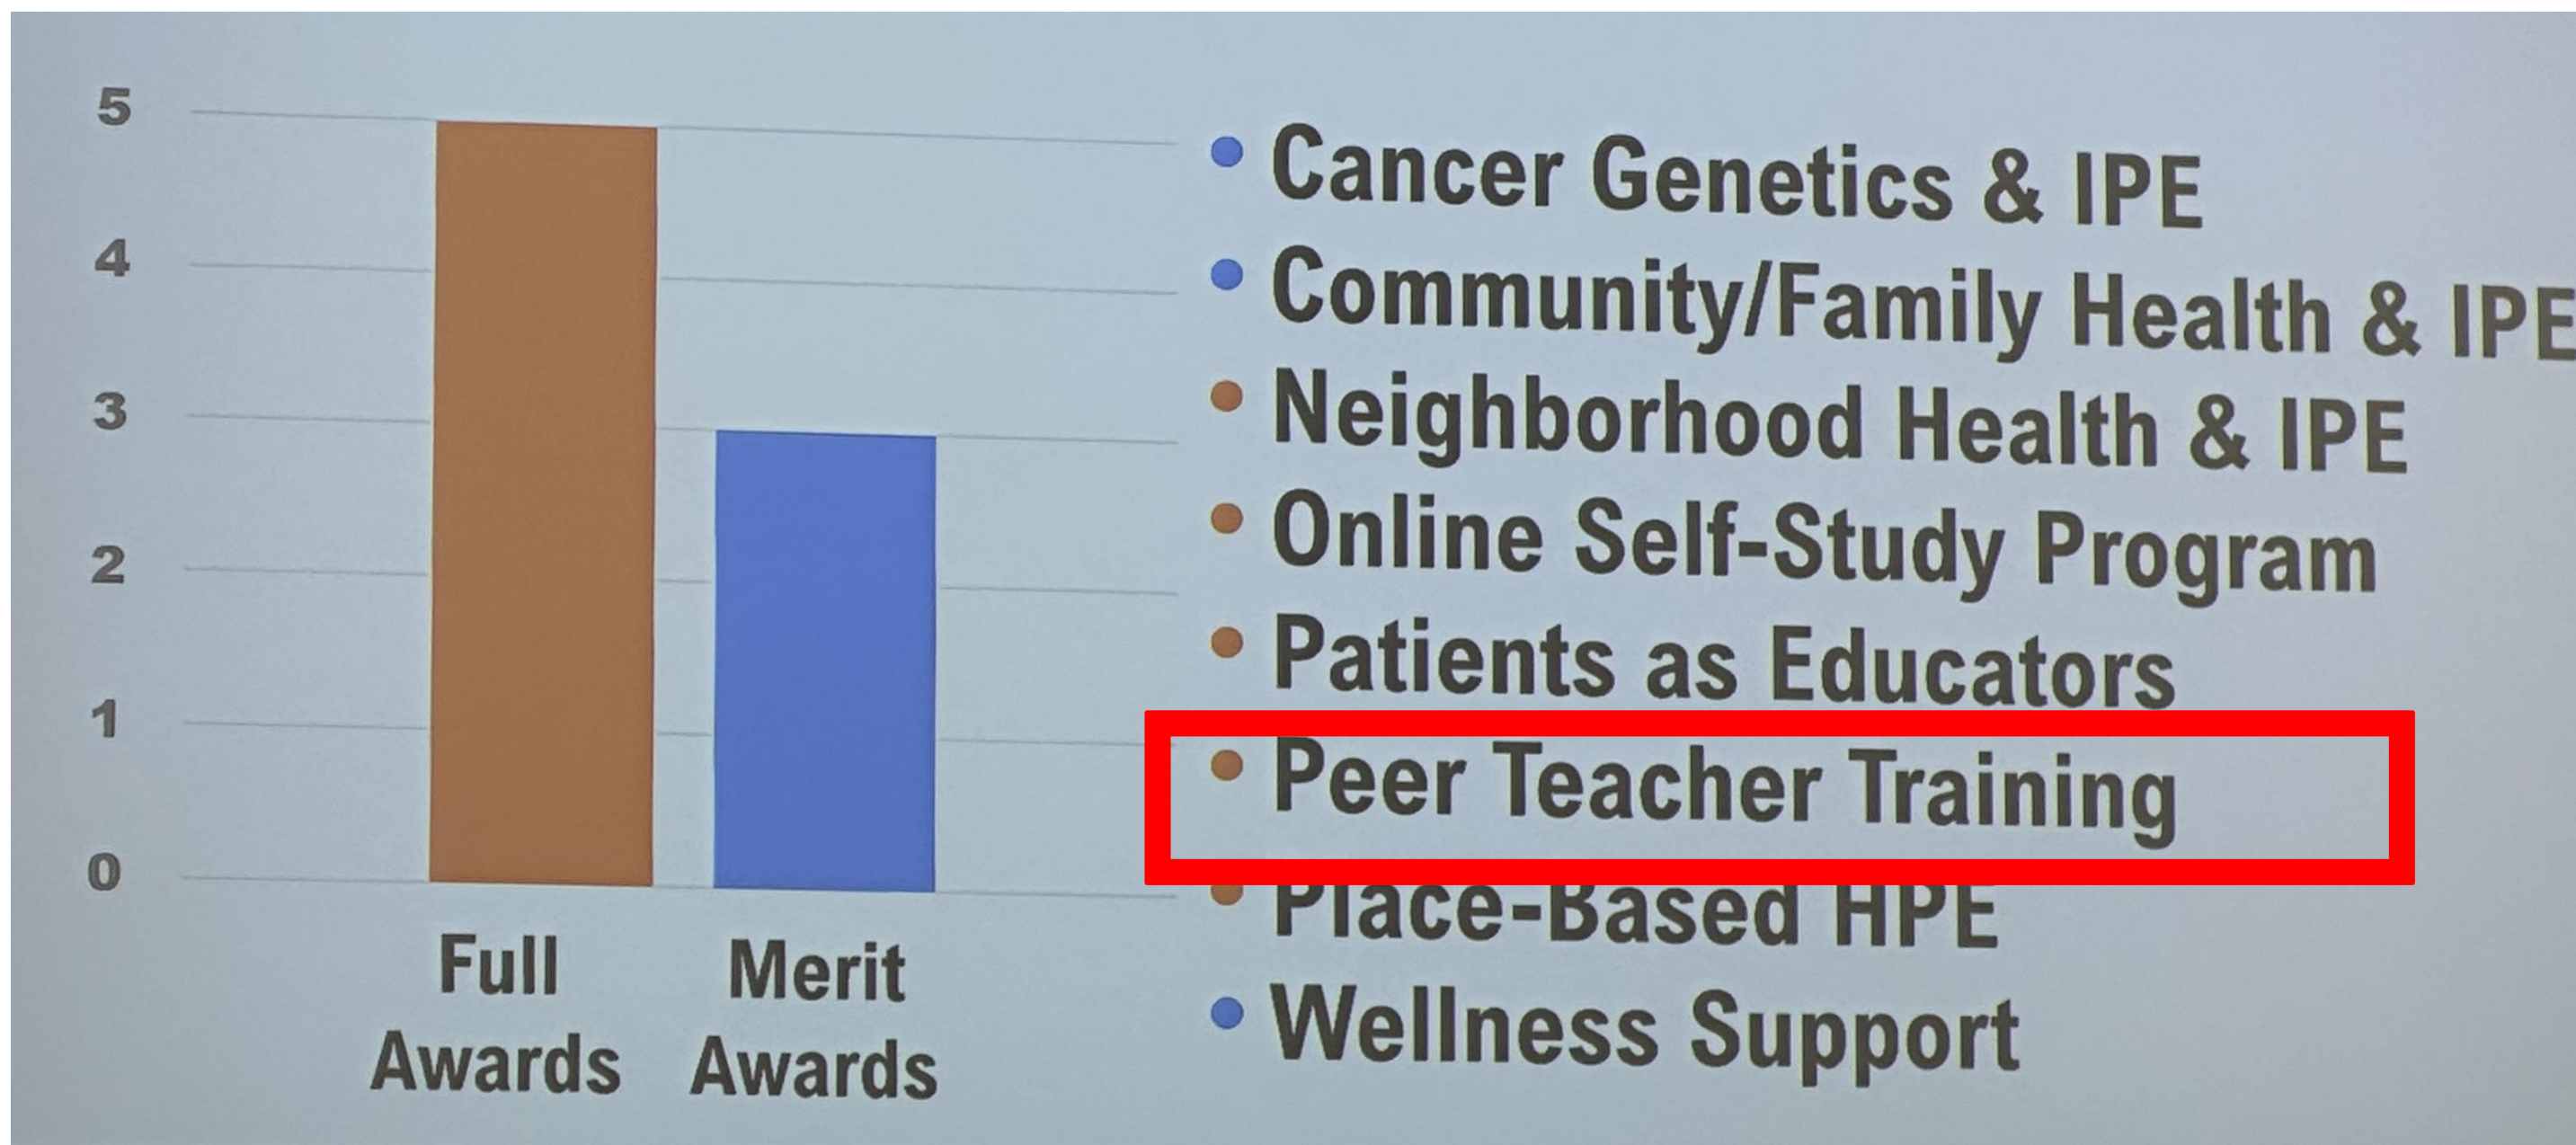 5
4
3
2
1
0
Full
Awards
Merit
Awards
• Cancer Genetics & IPE
• Community/Family Health & IPE
• Neighborhood Health & IPE
• Online Self-Study Program
• Patients as Educators
• Peer Teacher Training
• Place-Based HPE
• Wellness Support